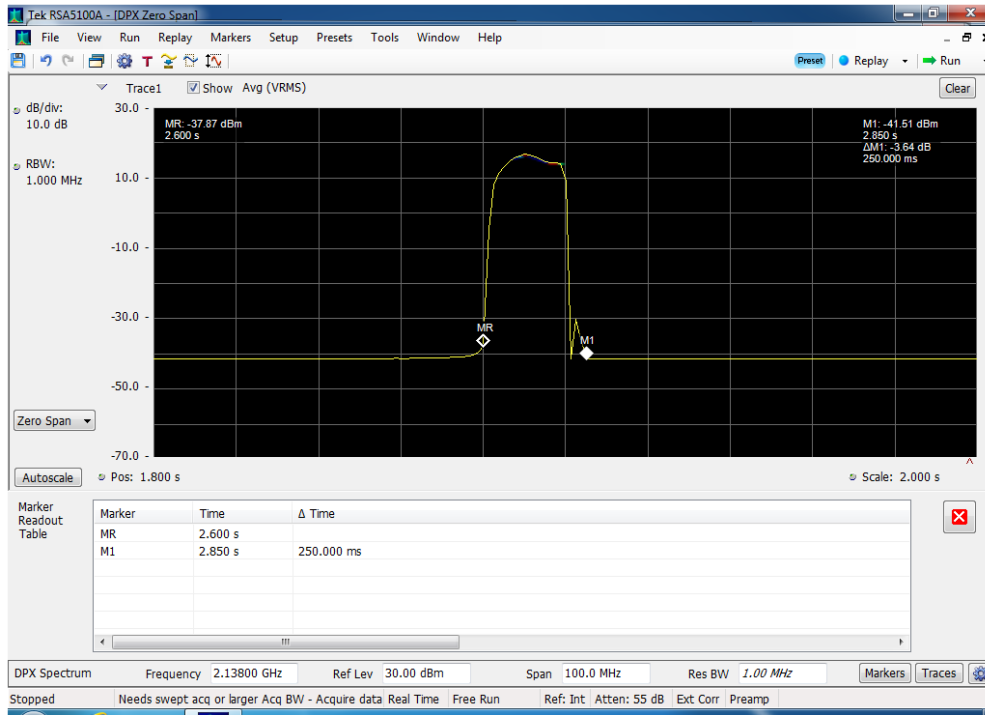 Tek RSA5100A - [DPX Zero Span]
File View Run Replay Markers Setup Presets Tools Window Help
T Preset Replay Run
Trace1 Show Avg (VRMS) Clear
dB/div:
10.0 dB
RBW:
1.000 MHz
30.0 -
10.0 -
-10.0 -
-30.0 -
-50.0 -
-70.0 -
MR: -37.87 dBm
2.600 s
M1: -41.51 dBm
2.850 s
ΔM1: -3.64 dB
250.000 ms
MR
M1
Zero Span
Autoscale Pos: 1.800 s Scale: 2.000 s
Marker
Readout
Table
Marker Time Δ Time
MR 2.600 s
M1 2.850 s 250.000 ms
DPX Spectrum Frequency 2.13800 GHz Ref Lev 30.00 dBm Span 100.0 MHz Res BW 1.00 MHz Markers Traces
Stopped Needs swept acq or larger Acq BW - Acquire data Real Time Free Run Ref: Int Atten: 55 dB Ext Corr Preamp